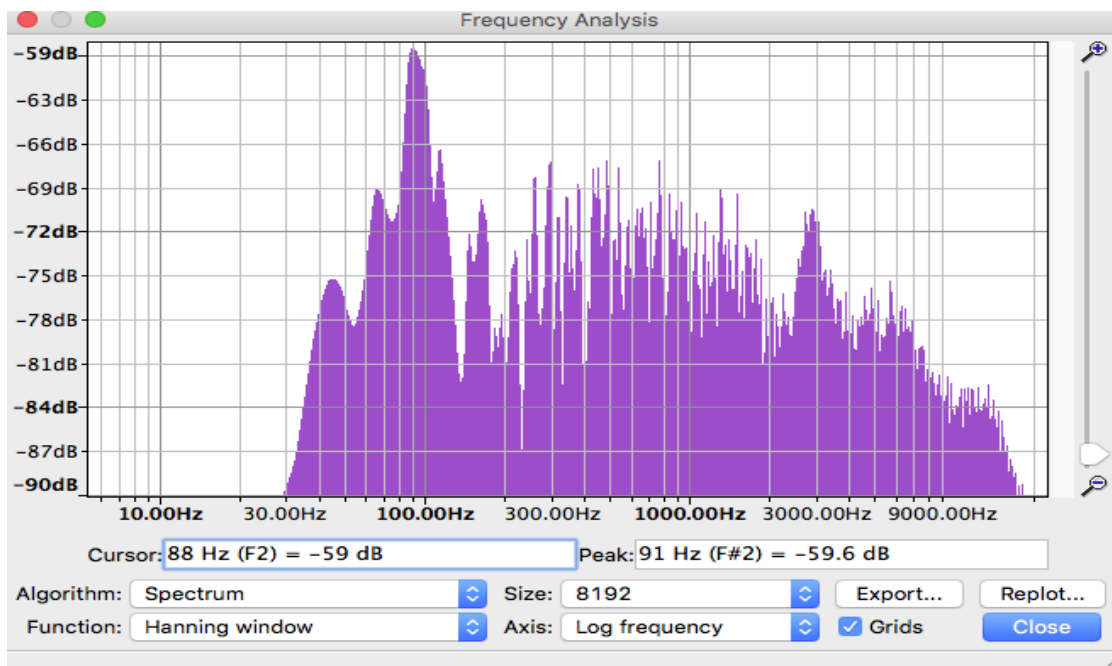 Frequency Analysis
-59dB
-63dB
-66dB
-69dB
-72dB
-75dB
-78dB
-81dB
-84dB
-87dB
-90dB
10.00Hz 30.00Hz 100.00Hz 300.00Hz 1000.00Hz 3000.00Hz 9000.00Hz
Cursor: 88 Hz (F2) = -59 dB Peak: 91 Hz (F#2) = -59.6 dB
Algorithm: Spectrum Size: 8192 Export... Replot...
Function: Hanning window Axis: Log frequency Grids Close